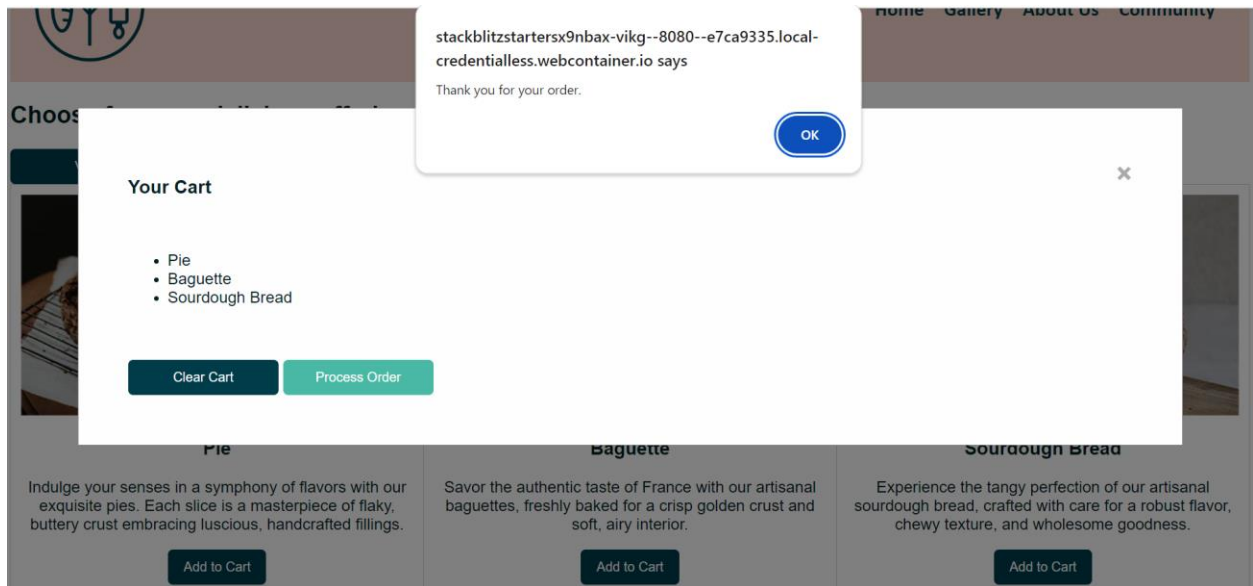 Home Gallery About Us Community
stackblitzstartersx9nbax-vikg--8080--e7ca9335.local-
credentialless.webcontainer.io says
Thank you for your order.
OK
Your Cart
×
• Pie
• Baguette
• Sourdough Bread
Clear Cart Process Order
Pie
Baguette
Sourdough Bread
Indulge your senses in a symphony of flavors with our
exquisite pies. Each slice is a masterpiece of flaky,
buttery crust embracing luscious, handcrafted fillings.
Savor the authentic taste of France with our artisanal
baguettes, freshly baked for a crisp golden crust and
soft, airy interior.
Experience the tangy perfection of our artisanal
sourdough bread, crafted with care for a robust flavor,
chewy texture, and wholesome goodness.
Add to Cart
Add to Cart
Add to Cart